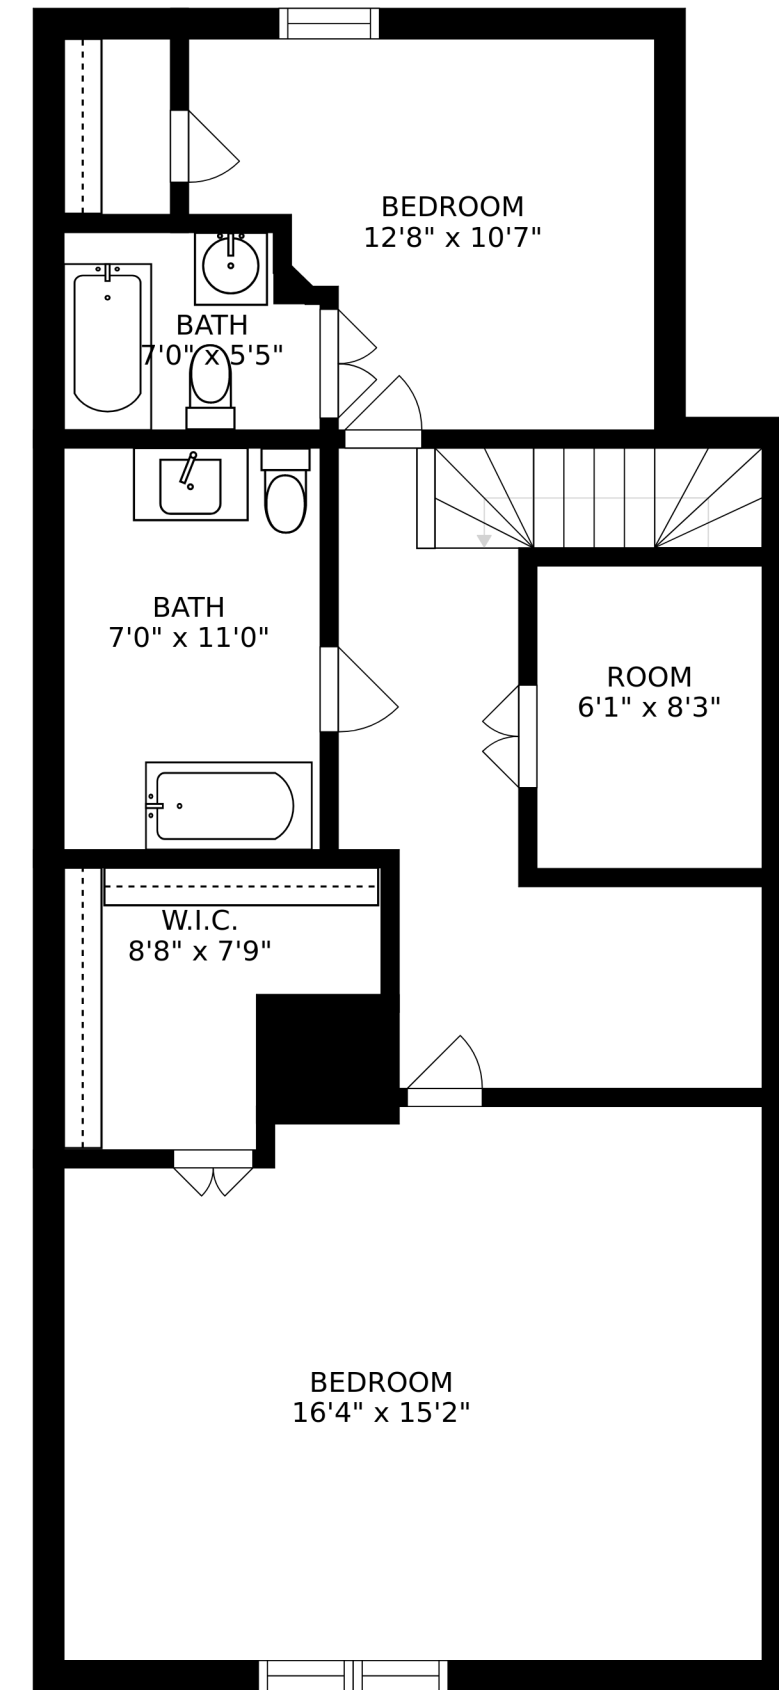 BEDROOM
12'8" x 10'7"
BATH
7'0" x 5'5"
BATH
7'0" x 11'0"
ROOM
6'1" x 8'3"
W.I.C.
8'8" x 7'9"
BEDROOM
16'4" x 15'2"